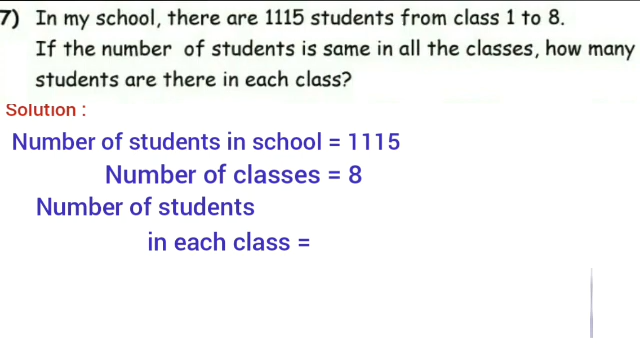 7) In my school, there are 1115 students from class 1 to 8.
If the number of students is same in all the classes, how many
students are there in each class?
Solution :
Number of students in school = 1115
Number of classes = 8
Number of students
in each class =